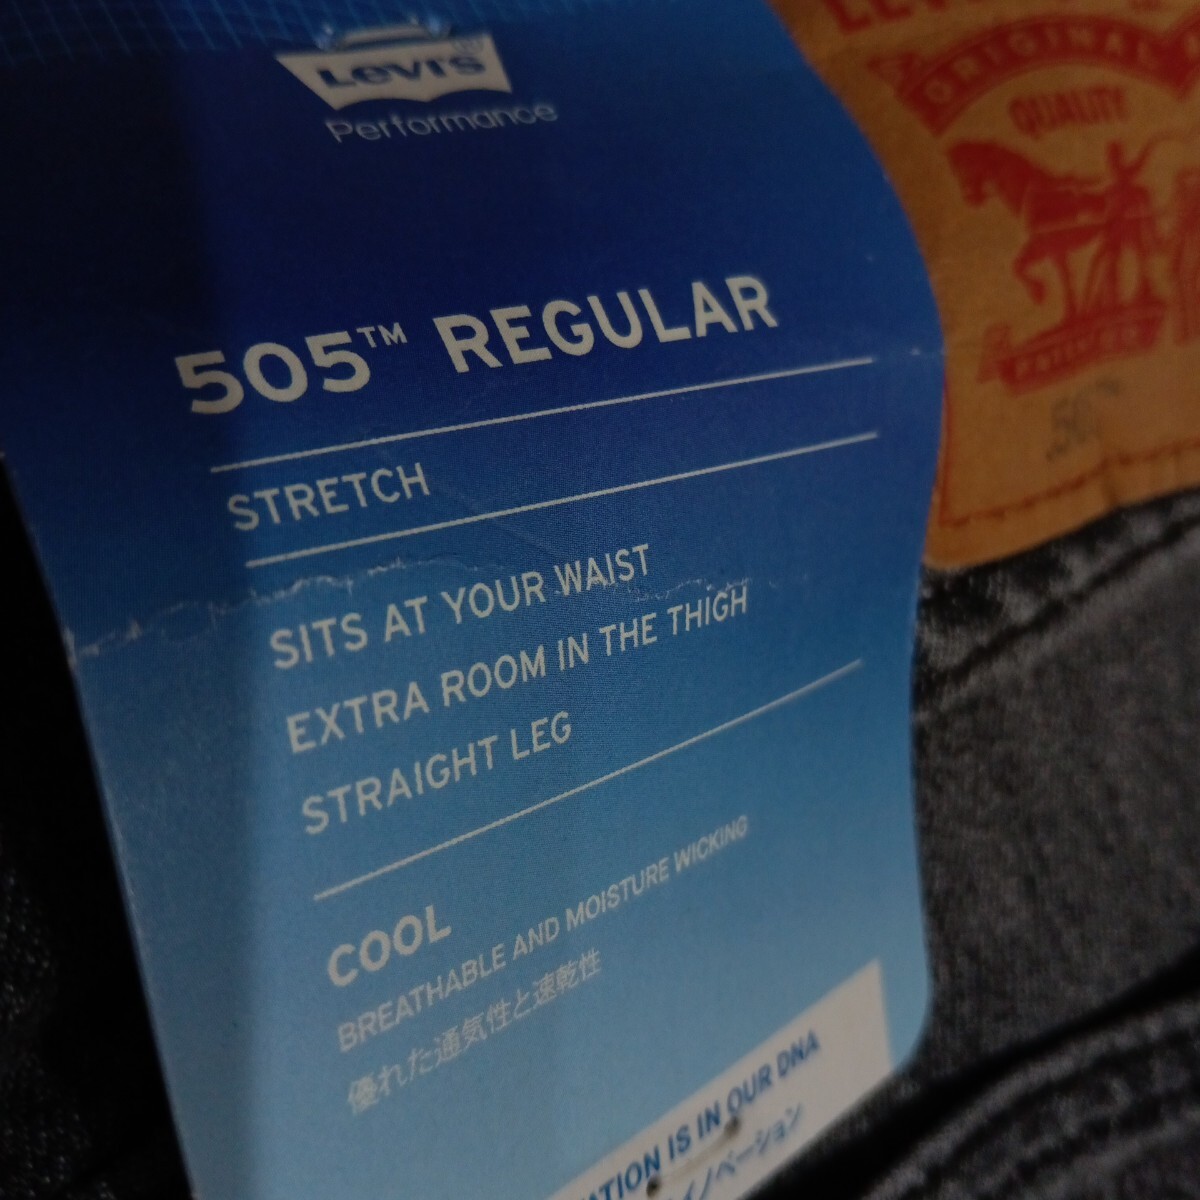 Levi's®
Performance
505™ REGULAR
STRETCH
SITS AT YOUR WAIST
EXTRA ROOM IN THE THIGH
STRAIGHT LEG
COOL
BREATHABLE AND MOISTURE WICKING
優れた通気性と速乾性
IS IN OUR DNA
イノベーション
ORIGINAL
QUALITY